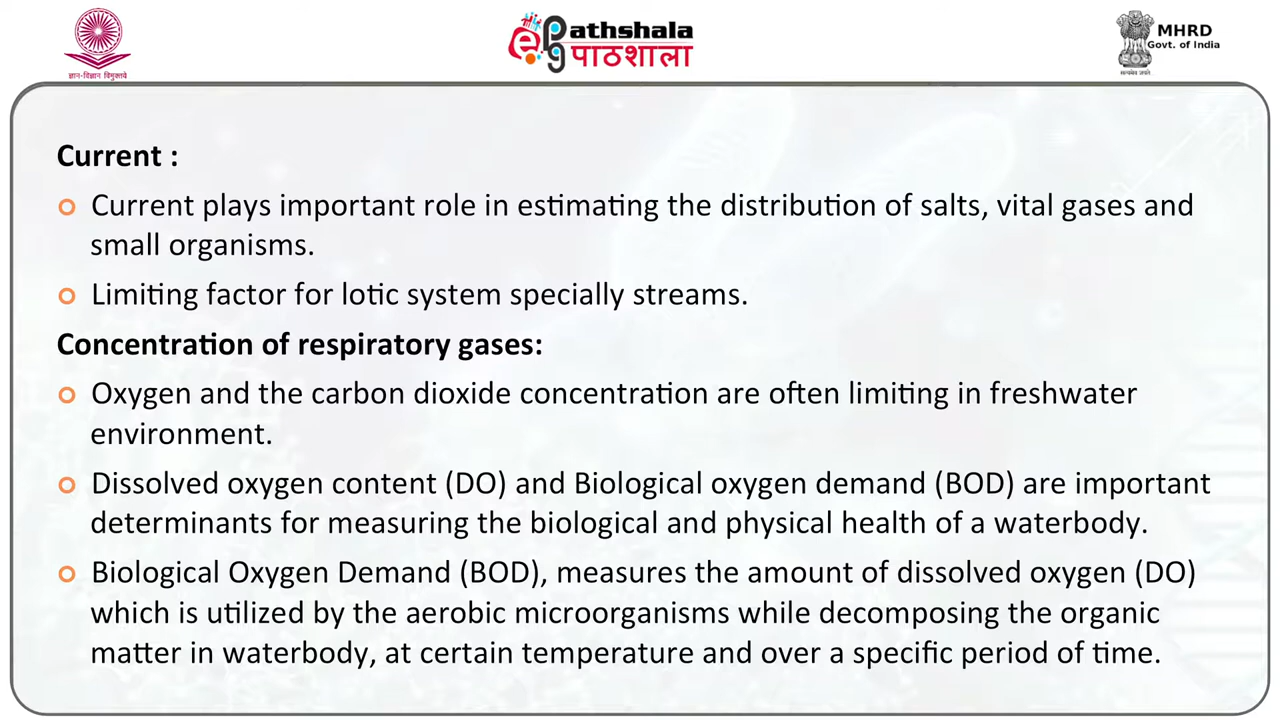 ज्ञान-विज्ञान विमुक्तये
Pathshala
पाठशाला
MHRD
Govt. of India
सत्यमेव जयते
Current :
Current plays important role in estimating the distribution of salts, vital gases and
small organisms.
Limiting factor for lotic system specially streams.
Concentration of respiratory gases:
Oxygen and the carbon dioxide concentration are often limiting in freshwater
environment.
Dissolved oxygen content (DO) and Biological oxygen demand (BOD) are important
determinants for measuring the biological and physical health of a waterbody.
Biological Oxygen Demand (BOD), measures the amount of dissolved oxygen (DO)
which is utilized by the aerobic microorganisms while decomposing the organic
matter in waterbody, at certain temperature and over a specific period of time.